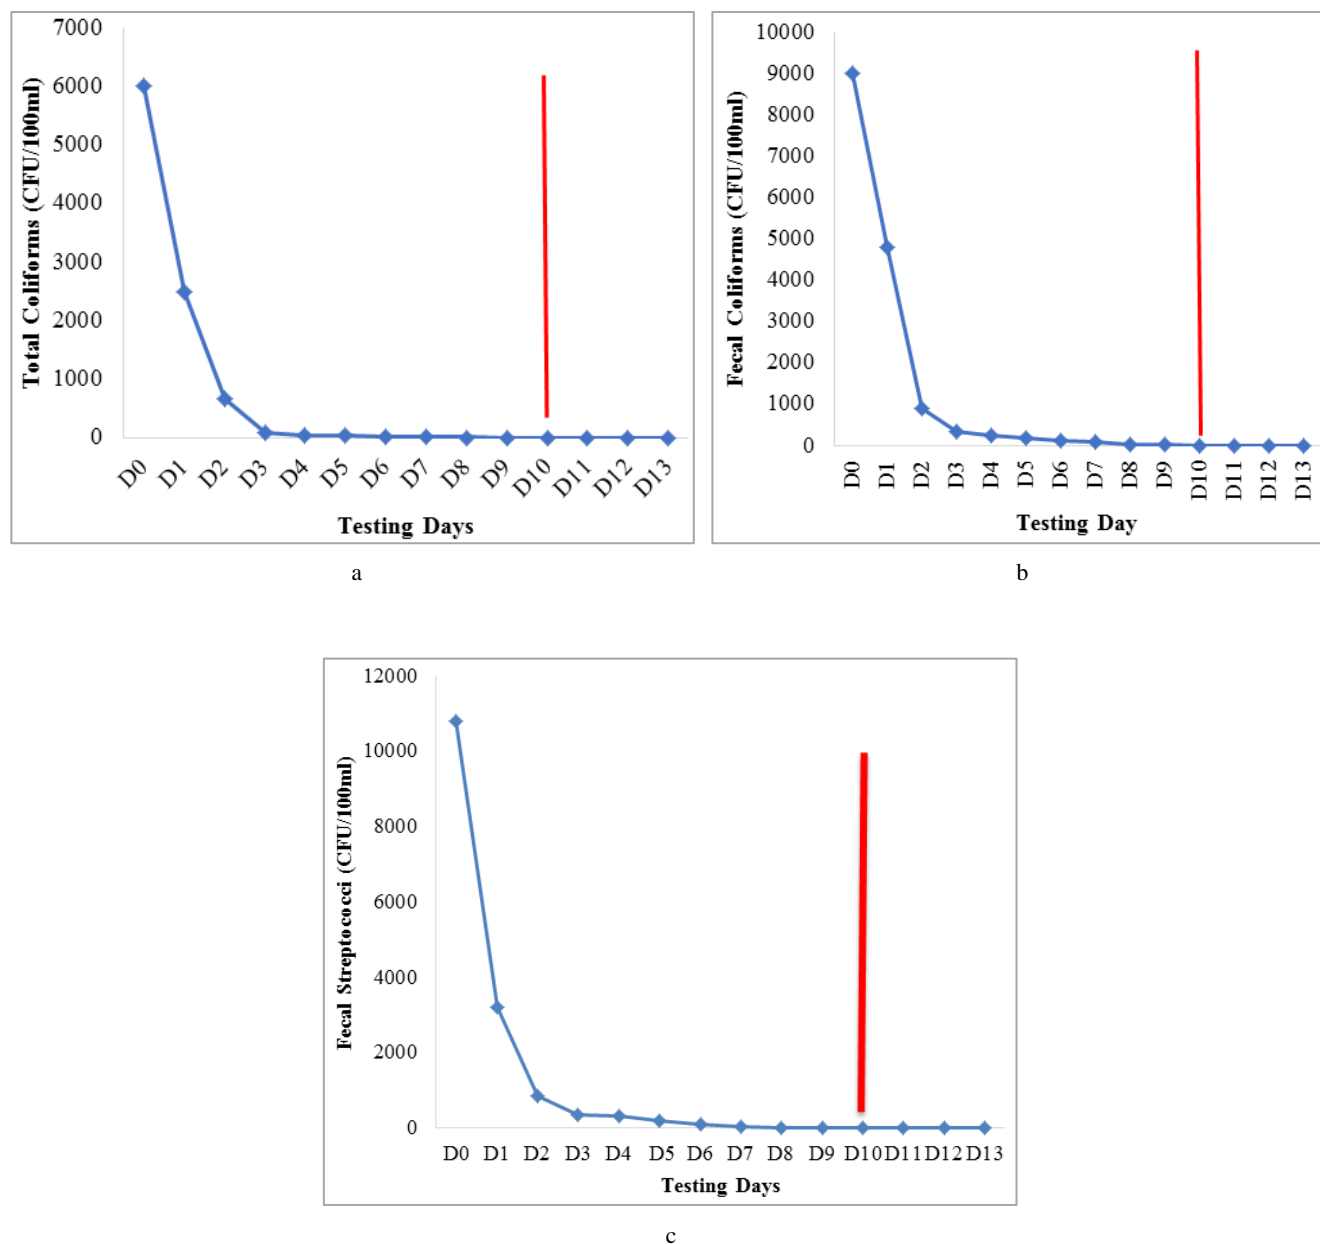 7000
6000
5000
4000
3000
2000
1000
0
Total Coliforms (CFU/100ml)
D0 D1 D2 D3 D4 D5 D6 D7 D8 D9 D10 D11 D12 D13
Testing Days
a
10000
9000
8000
7000
6000
5000
4000
3000
2000
1000
0
Fecal Coliforms (CFU/100ml)
D0 D1 D2 D3 D4 D5 D6 D7 D8 D9 D10 D11 D12 D13
Testing Day
b
12000
10000
8000
6000
4000
2000
0
Fecal Streptococci (CFU/100ml)
D0 D1 D2 D3 D4 D5 D6 D7 D8 D9 D10 D11 D12 D13
Testing Days
c